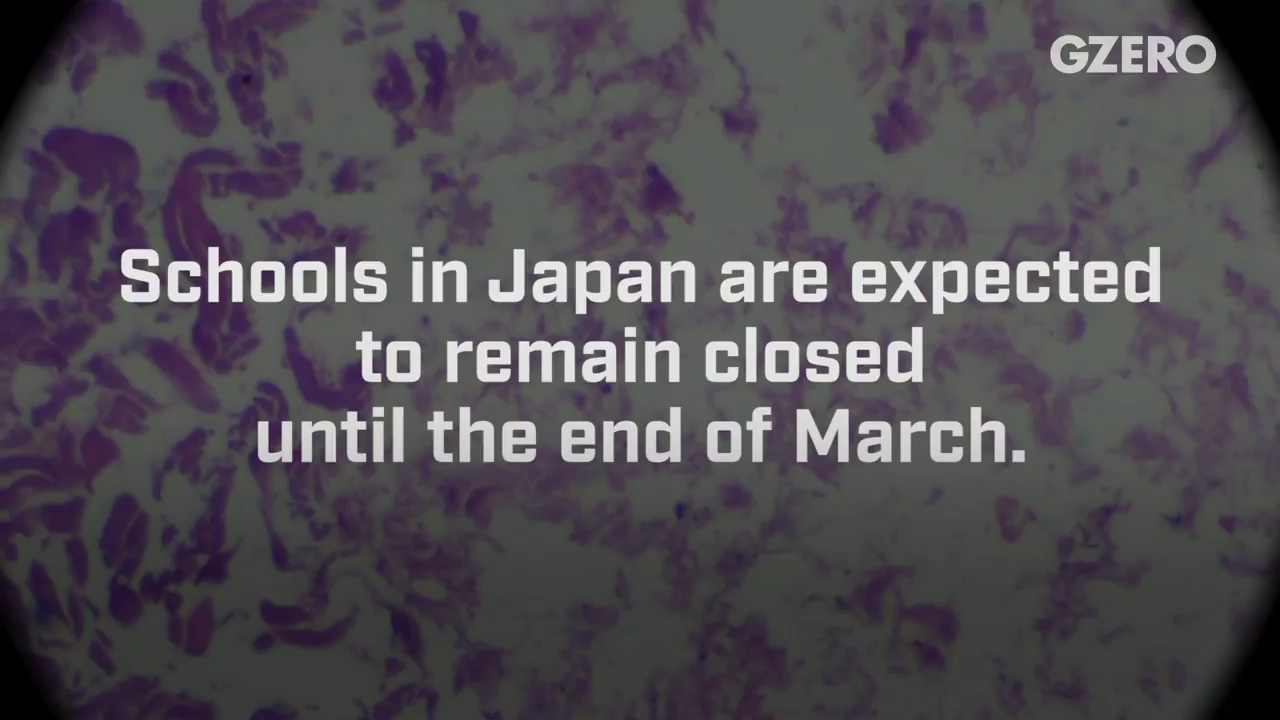 GZERO
Schools in Japan are expected
to remain closed
until the end of March.